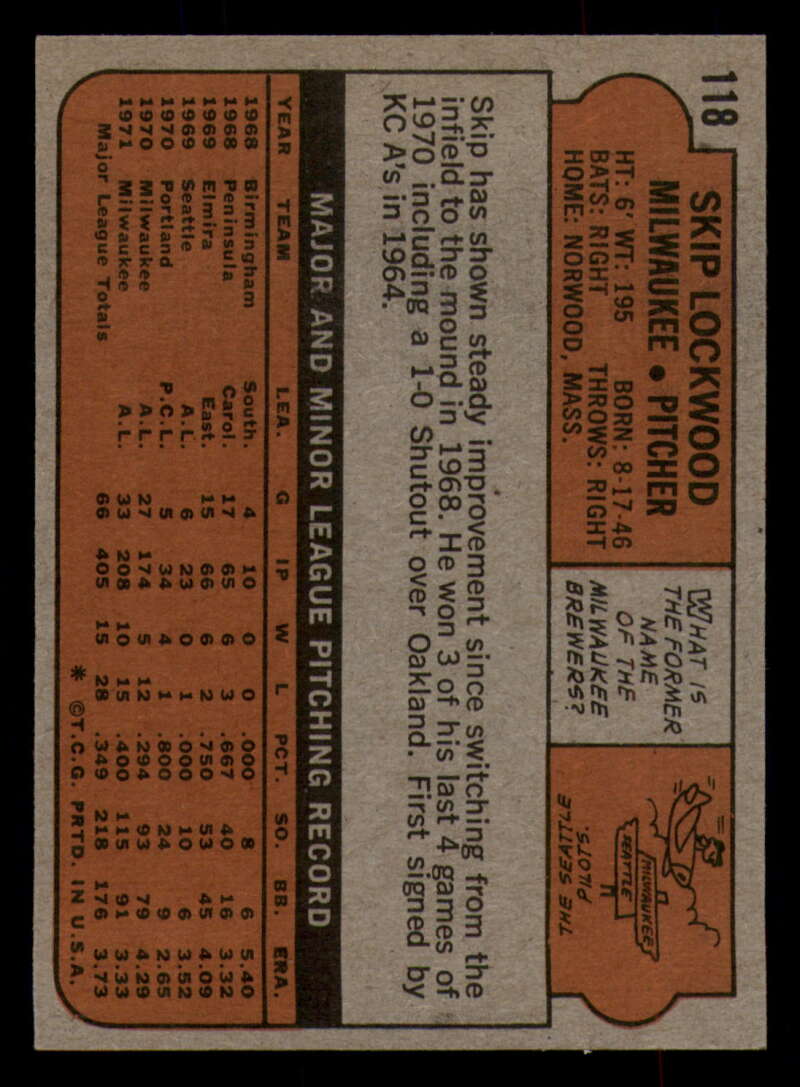 118
SKIP LOCKWOOD
MILWAUKEE • PITCHER
HT: 6' WT: 195 BORN: 8-17-46
BATS: RIGHT THROWS: RIGHT
HOME: NORWOOD, MASS.
WHAT IS
THE FORMER
NAME
OF THE
MILWAUKEE
BREWERS?
MILWAUKEE
SEATTLE
THE SEATTLE
PILOTS.
Skip has shown steady improvement since switching from the
infield to the mound in 1968. He won 3 of his last 4 games of
1970 including a 1-0 Shutout over Oakland. First signed by
KC A's in 1964.
MAJOR AND MINOR LEAGUE PITCHING RECORD
YEAR TEAM LEA. G IP W L PCT. SO. BB. ERA.
1968 Birmingham South. 4 10 0 0 .000 8 6 5.40
1968 Peninsula Carol. 17 65 6 3 .667 40 16 3.32
1969 Elmira East. 15 66 6 2 .750 53 45 4.09
1969 Seattle A.L. 6 23 0 1 .000 10 6 3.52
1970 Portland P.C.L. 5 34 4 1 .800 24 9 2.65
1970 Milwaukee A.L. 27 174 5 12 .294 93 79 4.29
1971 Milwaukee A.L. 33 208 10 15 .400 115 91 3.33
Major League Totals 66 405 15 28 .349 218 176 3.73
* ©T.C.G. PRTD. IN U.S.A.